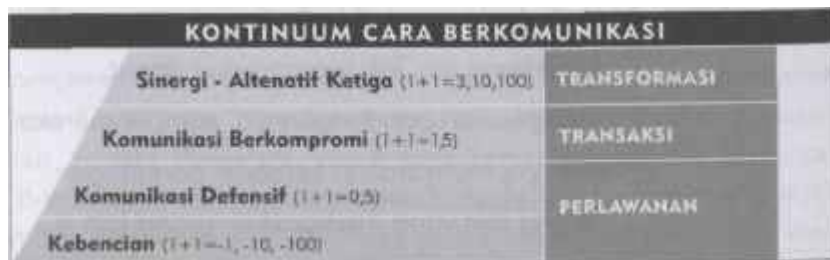 KONTINUUM CARA BERKOMUNIKASI
Sinergi - Altenatif Ketiga (1+1=3,10,100) TRANSFORMASI
Komunikasi Berkompromi (1+1=1,5) TRANSAKSI
Komunikasi Defensif (1+1=0,5)
PERLAWANAN
Kebencian (1+1=-1, -10, -100)